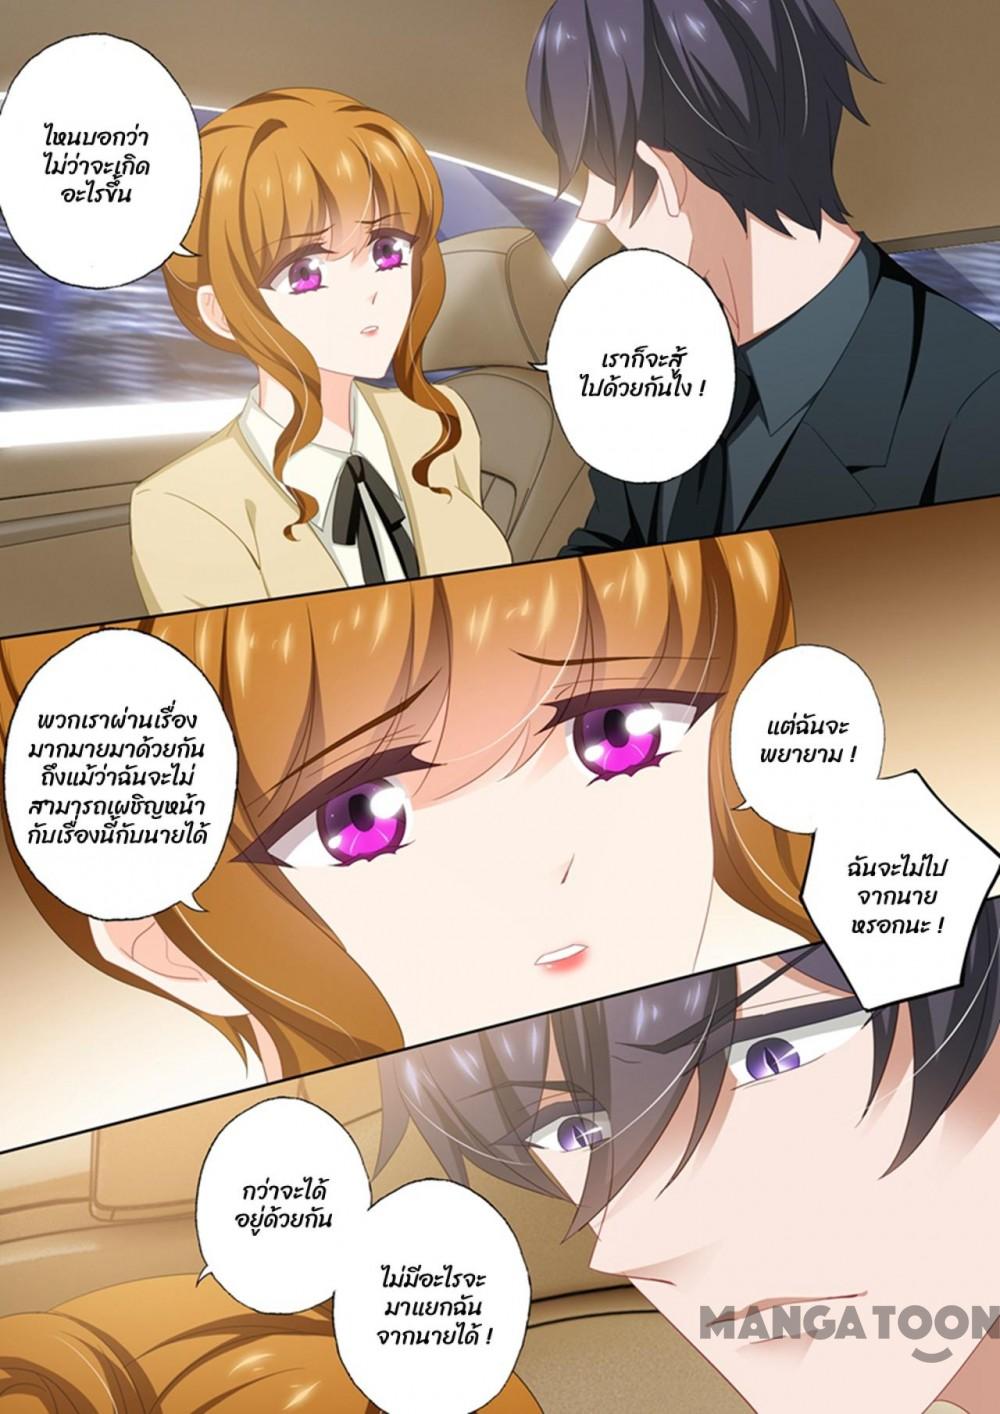 ไหนบอกว่า
ไม่ว่าจะเกิด
อะไรขึ้น
เราก็จะสู้
ไปด้วยกันไง !
พวกเราผ่านเรื่อง
มากมายมาด้วยกัน
ถึงแม้ว่าฉันจะไม่
สามารถเผชิญหน้า
กับเรื่องนี้กับนายได้
แต่ฉันจะ
พยายาม !
ฉันจะไม่ไป
จากนาย
หรอกนะ !
กว่าจะได้
อยู่ด้วยกัน
ไม่มีอะไรจะ
มาแยกฉัน
จากนายได้ !
MANGATOON